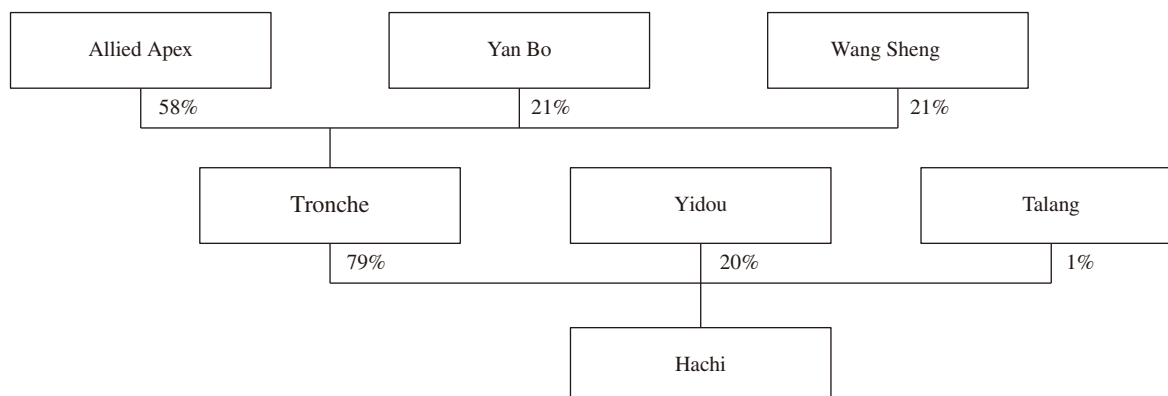 Allied Apex
Yan Bo
Wang Sheng
58%
21%
21%
Tronche
Yidou
Talang
79%
20%
1%
Hachi